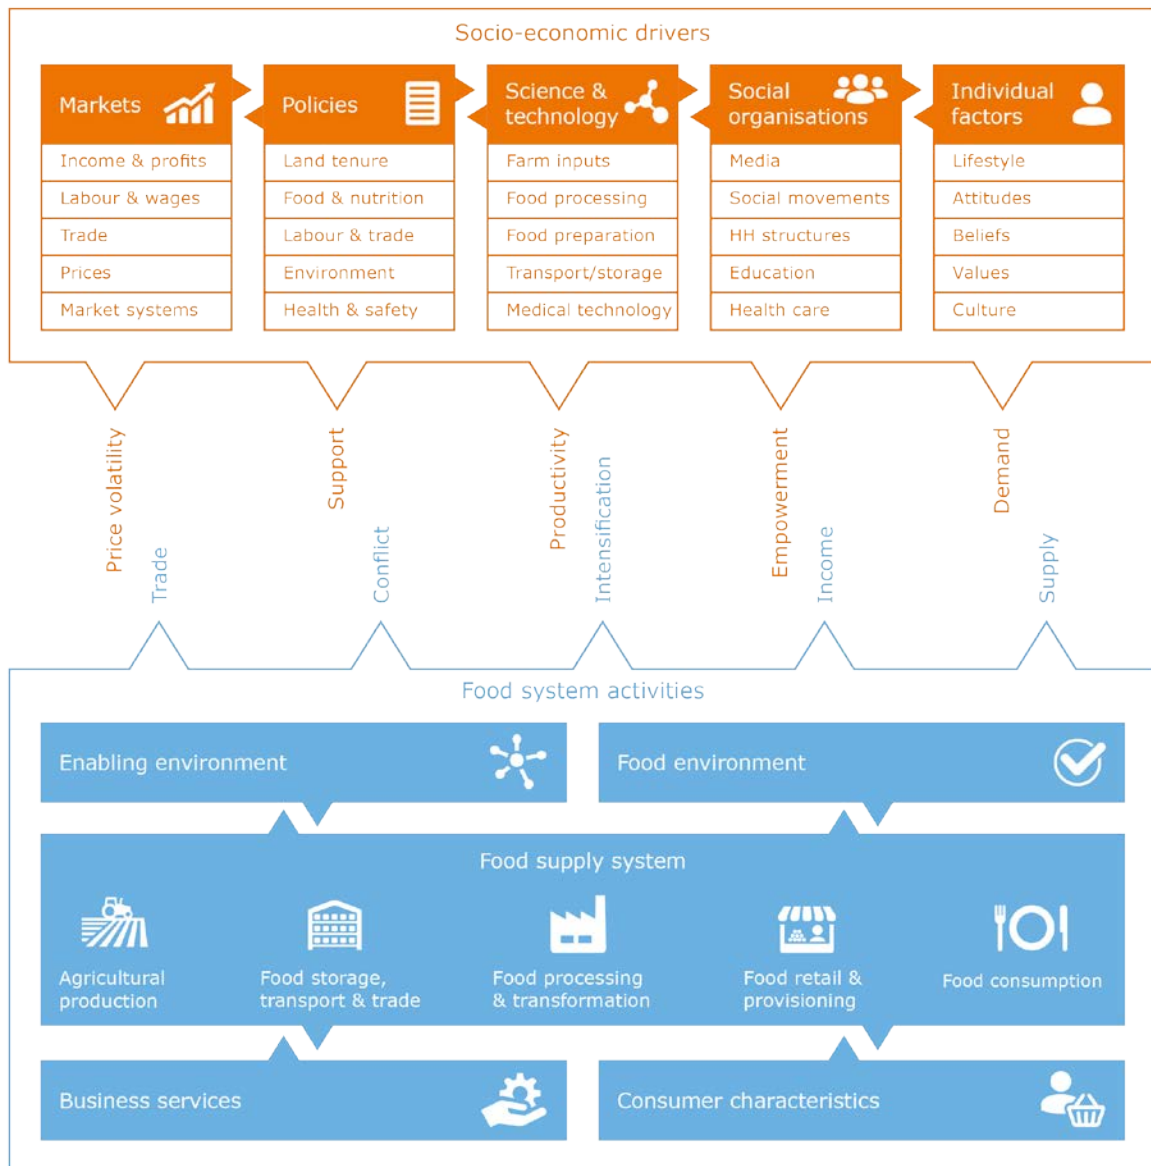 Socio-economic drivers
Markets
Income & profits
Labour & wages
Trade
Prices
Market systems
Policies
Land tenure
Food & nutrition
Labour & trade
Environment
Health & safety
Science &
technology
Farm inputs
Food processing
Food preparation
Transport/storage
Medical technology
Social
organisations
Media
Social movements
HH structures
Education
Health care
Individual
factors
Lifestyle
Attitudes
Beliefs
Values
Culture
Price volatility
Trade
Support
Conflict
Productivity
Intensification
Empowerment
Income
Demand
Supply
Food system activities
Enabling environment
Food environment
Food supply system
Agricultural
production
Food storage,
transport & trade
Food processing
& transformation
Food retail &
provisioning
Food consumption
Business services
Consumer characteristics